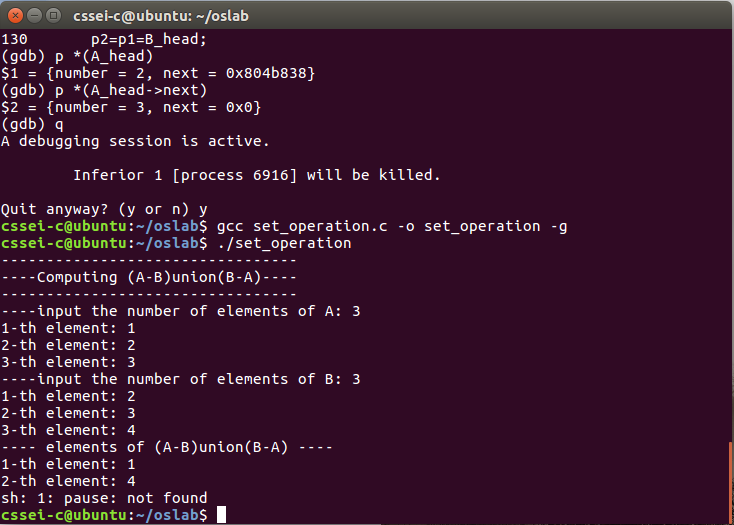 cssei-c@ubuntu: ~/oslab
130       p2=p1=B_head;
(gdb) p *(A_head)
$1 = {number = 2, next = 0x804b838}
(gdb) p *(A_head->next)
$2 = {number = 3, next = 0x0}
(gdb) q
A debugging session is active.
        Inferior 1 [process 6916] will be killed.
Quit anyway? (y or n) y
cssei-c@ubuntu:~/oslab$ gcc set_operation.c -o set_operation -g
cssei-c@ubuntu:~/oslab$ ./set_operation
---------------------------------
----Computing (A-B)union(B-A)----
---------------------------------
----input the number of elements of A: 3
1-th element: 1
2-th element: 2
3-th element: 3
----input the number of elements of B: 3
1-th element: 2
2-th element: 3
3-th element: 4
---- elements of (A-B)union(B-A) ----
1-th element: 1
2-th element: 4
sh: 1: pause: not found
cssei-c@ubuntu:~/oslab$